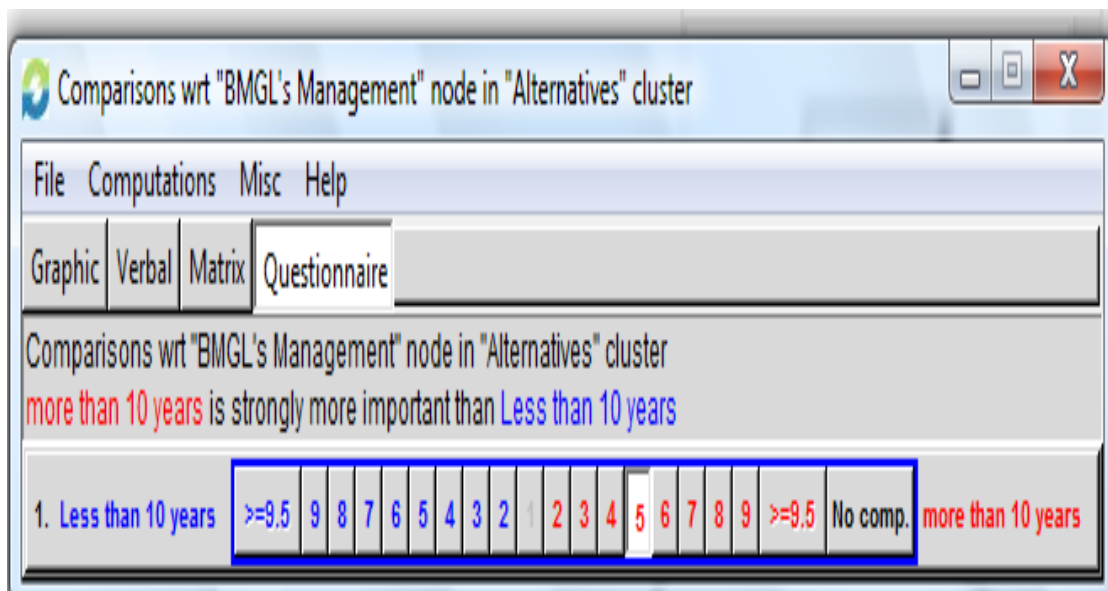 Comparisons wrt "BMGL's Management" node in "Alternatives" cluster
File Computations Misc Help
Graphic Verbal Matrix Questionnaire
Comparisons wrt "BMGL's Management" node in "Alternatives" cluster
more than 10 years is strongly more important than Less than 10 years
1. Less than 10 years >=9.5 9 8 7 6 5 4 3 2 1 2 3 4 5 6 7 8 9 >=9.5 No comp. more than 10 years